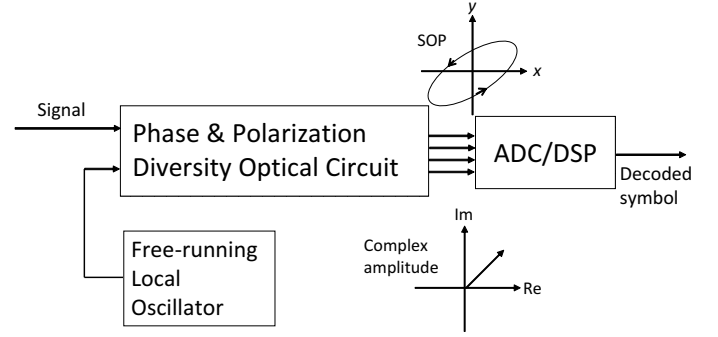 y
SOP
x
Signal
Phase & Polarization
Diversity Optical Circuit
ADC/DSP
Decoded
symbol
Free-running
Local
Oscillator
Im
Complex
amplitude
Re